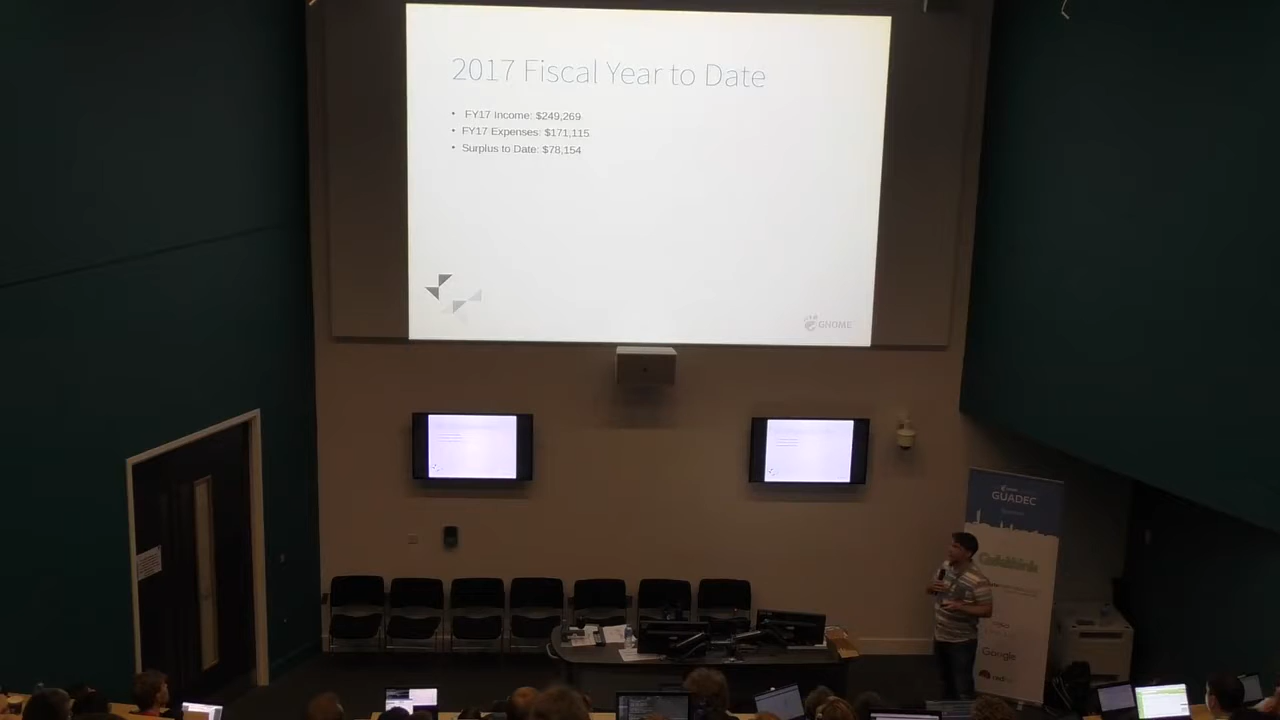 2017 Fiscal Year to Date
• FY17 Income: $249,269
• FY17 Expenses: $171,115
• Surplus to Date: $78,154
GNOME
GUADEC
Codethink
Google